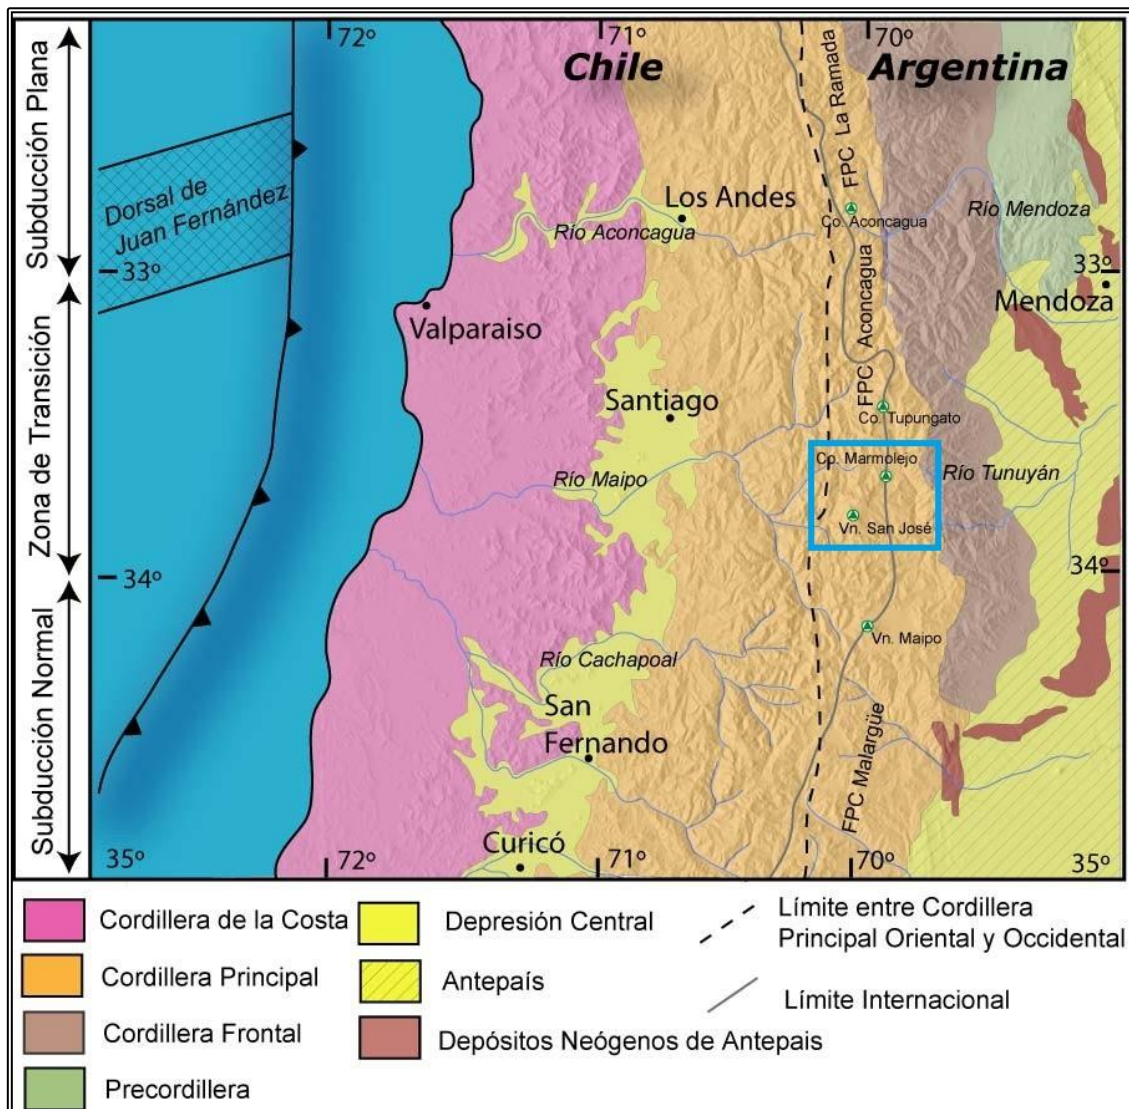 72º
71º
70º
Chile
Argentina
Subducción Plana
Zona de Transición
Subducción Normal
Dorsal de
Juan Fernández
FPC La Ramada
Los Andes
Río Aconcagua
Co. Aconcagua
Río Mendoza
33º
33º
Mendoza
Valparaiso
FPC Aconcagua
Santiago
Co. Tupungato
Co. Marmolejo
Río Maipo
Río Tunuyán
Vn. San José
34º
34º
Vn. Maipo
Río Cachapoal
San
Fernando
FPC Malargüe
Curicó
35º
72º
71º
70º
35º
Cordillera de la Costa
Depresión Central
Límite entre Cordillera
Principal Oriental y Occidental
Cordillera Principal
Antepaís
Límite Internacional
Cordillera Frontal
Depósitos Neógenos de Antepais
Precordillera